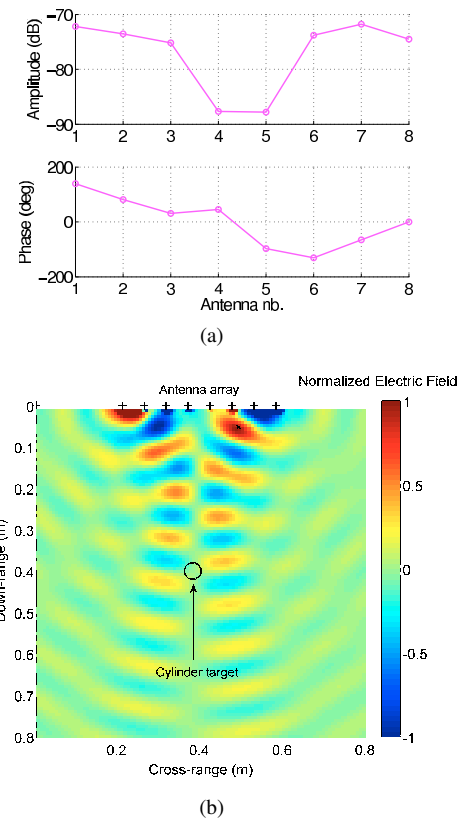 Amplitude (dB)
−70
−80
−90
1 2 3 4 5 6 7 8
Phase (deg)
200
0
−200
1 2 3 4 5 6 7 8
Antenna nb.
(a)
Normalized Electric Field
Antenna array
0
0.1
0.2
0.3
0.4
0.5
0.6
0.7
0.8
Down-range (m)
Cylinder target
0.2 0.4 0.6 0.8
Cross-range (m)
1
0.5
0
-0.5
-1
(b)